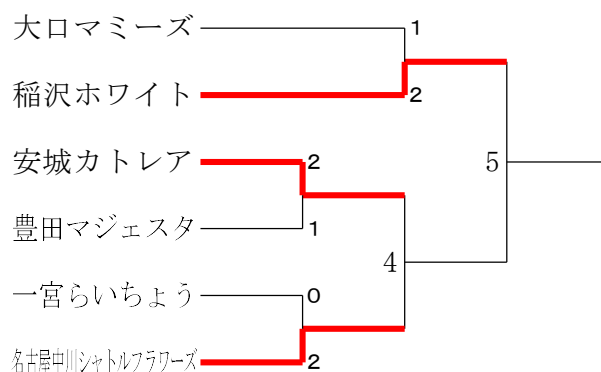 大口マミーズ 1
稲沢ホワイト 2
5
安城カトレア 2
豊田マジェスタ 1
4
一宮らいちょう 0
名古屋中川シャトルフラワーズ 2